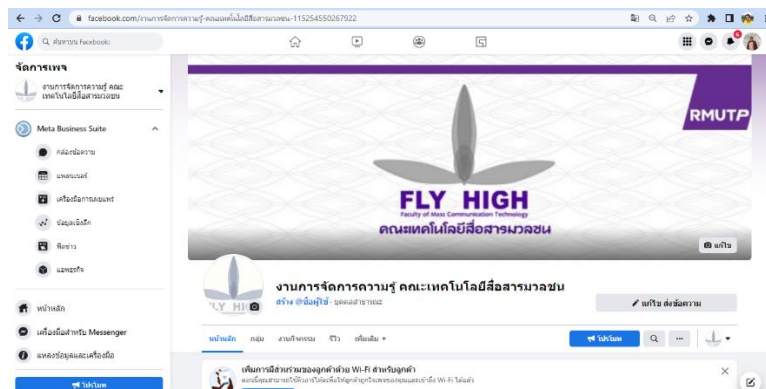 facebook.com/งานการจัดการความรู้-คณะเทคโนโลยีสื่อสารมวลชน-115254550267922
ค้นหาบน Facebook
จัดการเพจ
งานการจัดการความรู้ คณะ
เทคโนโลยีสื่อสารมวลชน
Meta Business Suite
กล่องข้อความ
แพลนเนอร์
เครื่องมือการเผยแพร่
ข้อมูลเชิงลึก
ฟีดข่าว
แอพธุรกิจ
หน้าหลัก
เครื่องมือสำหรับ Messenger
แหล่งข้อมูลและเครื่องมือ
โปรโมท
RMUTP
FLY HIGH
Faculty of Mass Communication Technology
คณะเทคโนโลยีสื่อสารมวลชน
แก้ไข
FLY HIGH
งานการจัดการความรู้ คณะเทคโนโลยีสื่อสารมวลชน
สร้าง @ชื่อผู้ใช้ · บุคคลสาธารณะ
แก้ไข ส่งข้อความ
หน้าหลัก กลุ่ม งานกิจกรรม รีวิว เพิ่มเติม
โปรโมท
เพิ่มการมีส่วนร่วมของลูกค้าด้วย Wi-Fi สำหรับลูกค้า